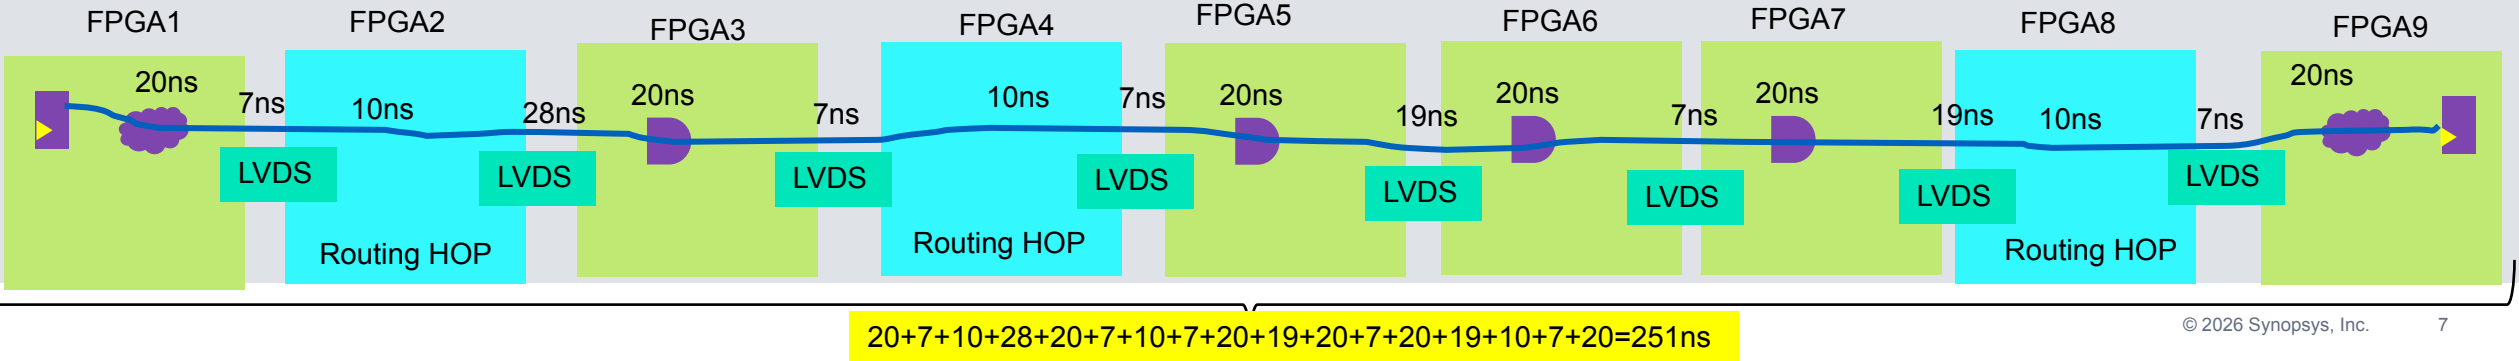 FPGA1
FPGA2
FPGA3
FPGA4
FPGA5
FPGA6
FPGA7
FPGA8
FPGA9
20ns
7ns
10ns
28ns
20ns
7ns
10ns
7ns
20ns
19ns
20ns
7ns
20ns
19ns
10ns
7ns
20ns
LVDS
LVDS
LVDS
LVDS
LVDS
LVDS
LVDS
LVDS
Routing HOP
Routing HOP
Routing HOP
20+7+10+28+20+7+10+7+20+19+20+7+20+19+10+7+20=251ns
© 2026 Synopsys, Inc.
7